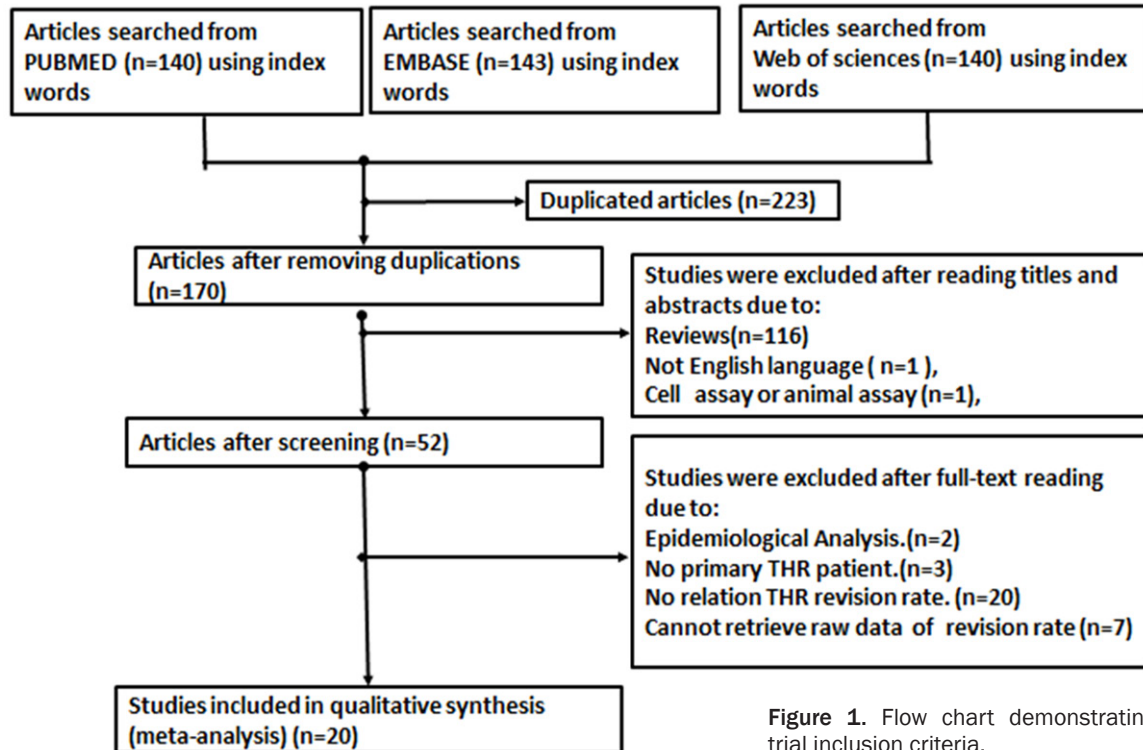 Articles searched from
PUBMED (n=140) using index
words
Articles searched from
EMBASE (n=143) using index
words
Articles searched from
Web of sciences (n=140) using index
words
Duplicated articles (n=223)
Articles after removing duplications
(n=170)
Studies were excluded after reading titles and
abstracts due to:
Reviews(n=116)
Not English language ( n=1 ),
Cell assay or animal assay (n=1),
Articles after screening (n=52)
Studies were excluded after full-text reading
due to:
Epidemiological Analysis.(n=2)
No primary THR patient.(n=3)
No relation THR revision rate. (n=20)
Cannot retrieve raw data of revision rate (n=7)
Studies included in qualitative synthesis
(meta-analysis) (n=20)
Figure 1. Flow chart demonstratin
trial inclusion criteria.